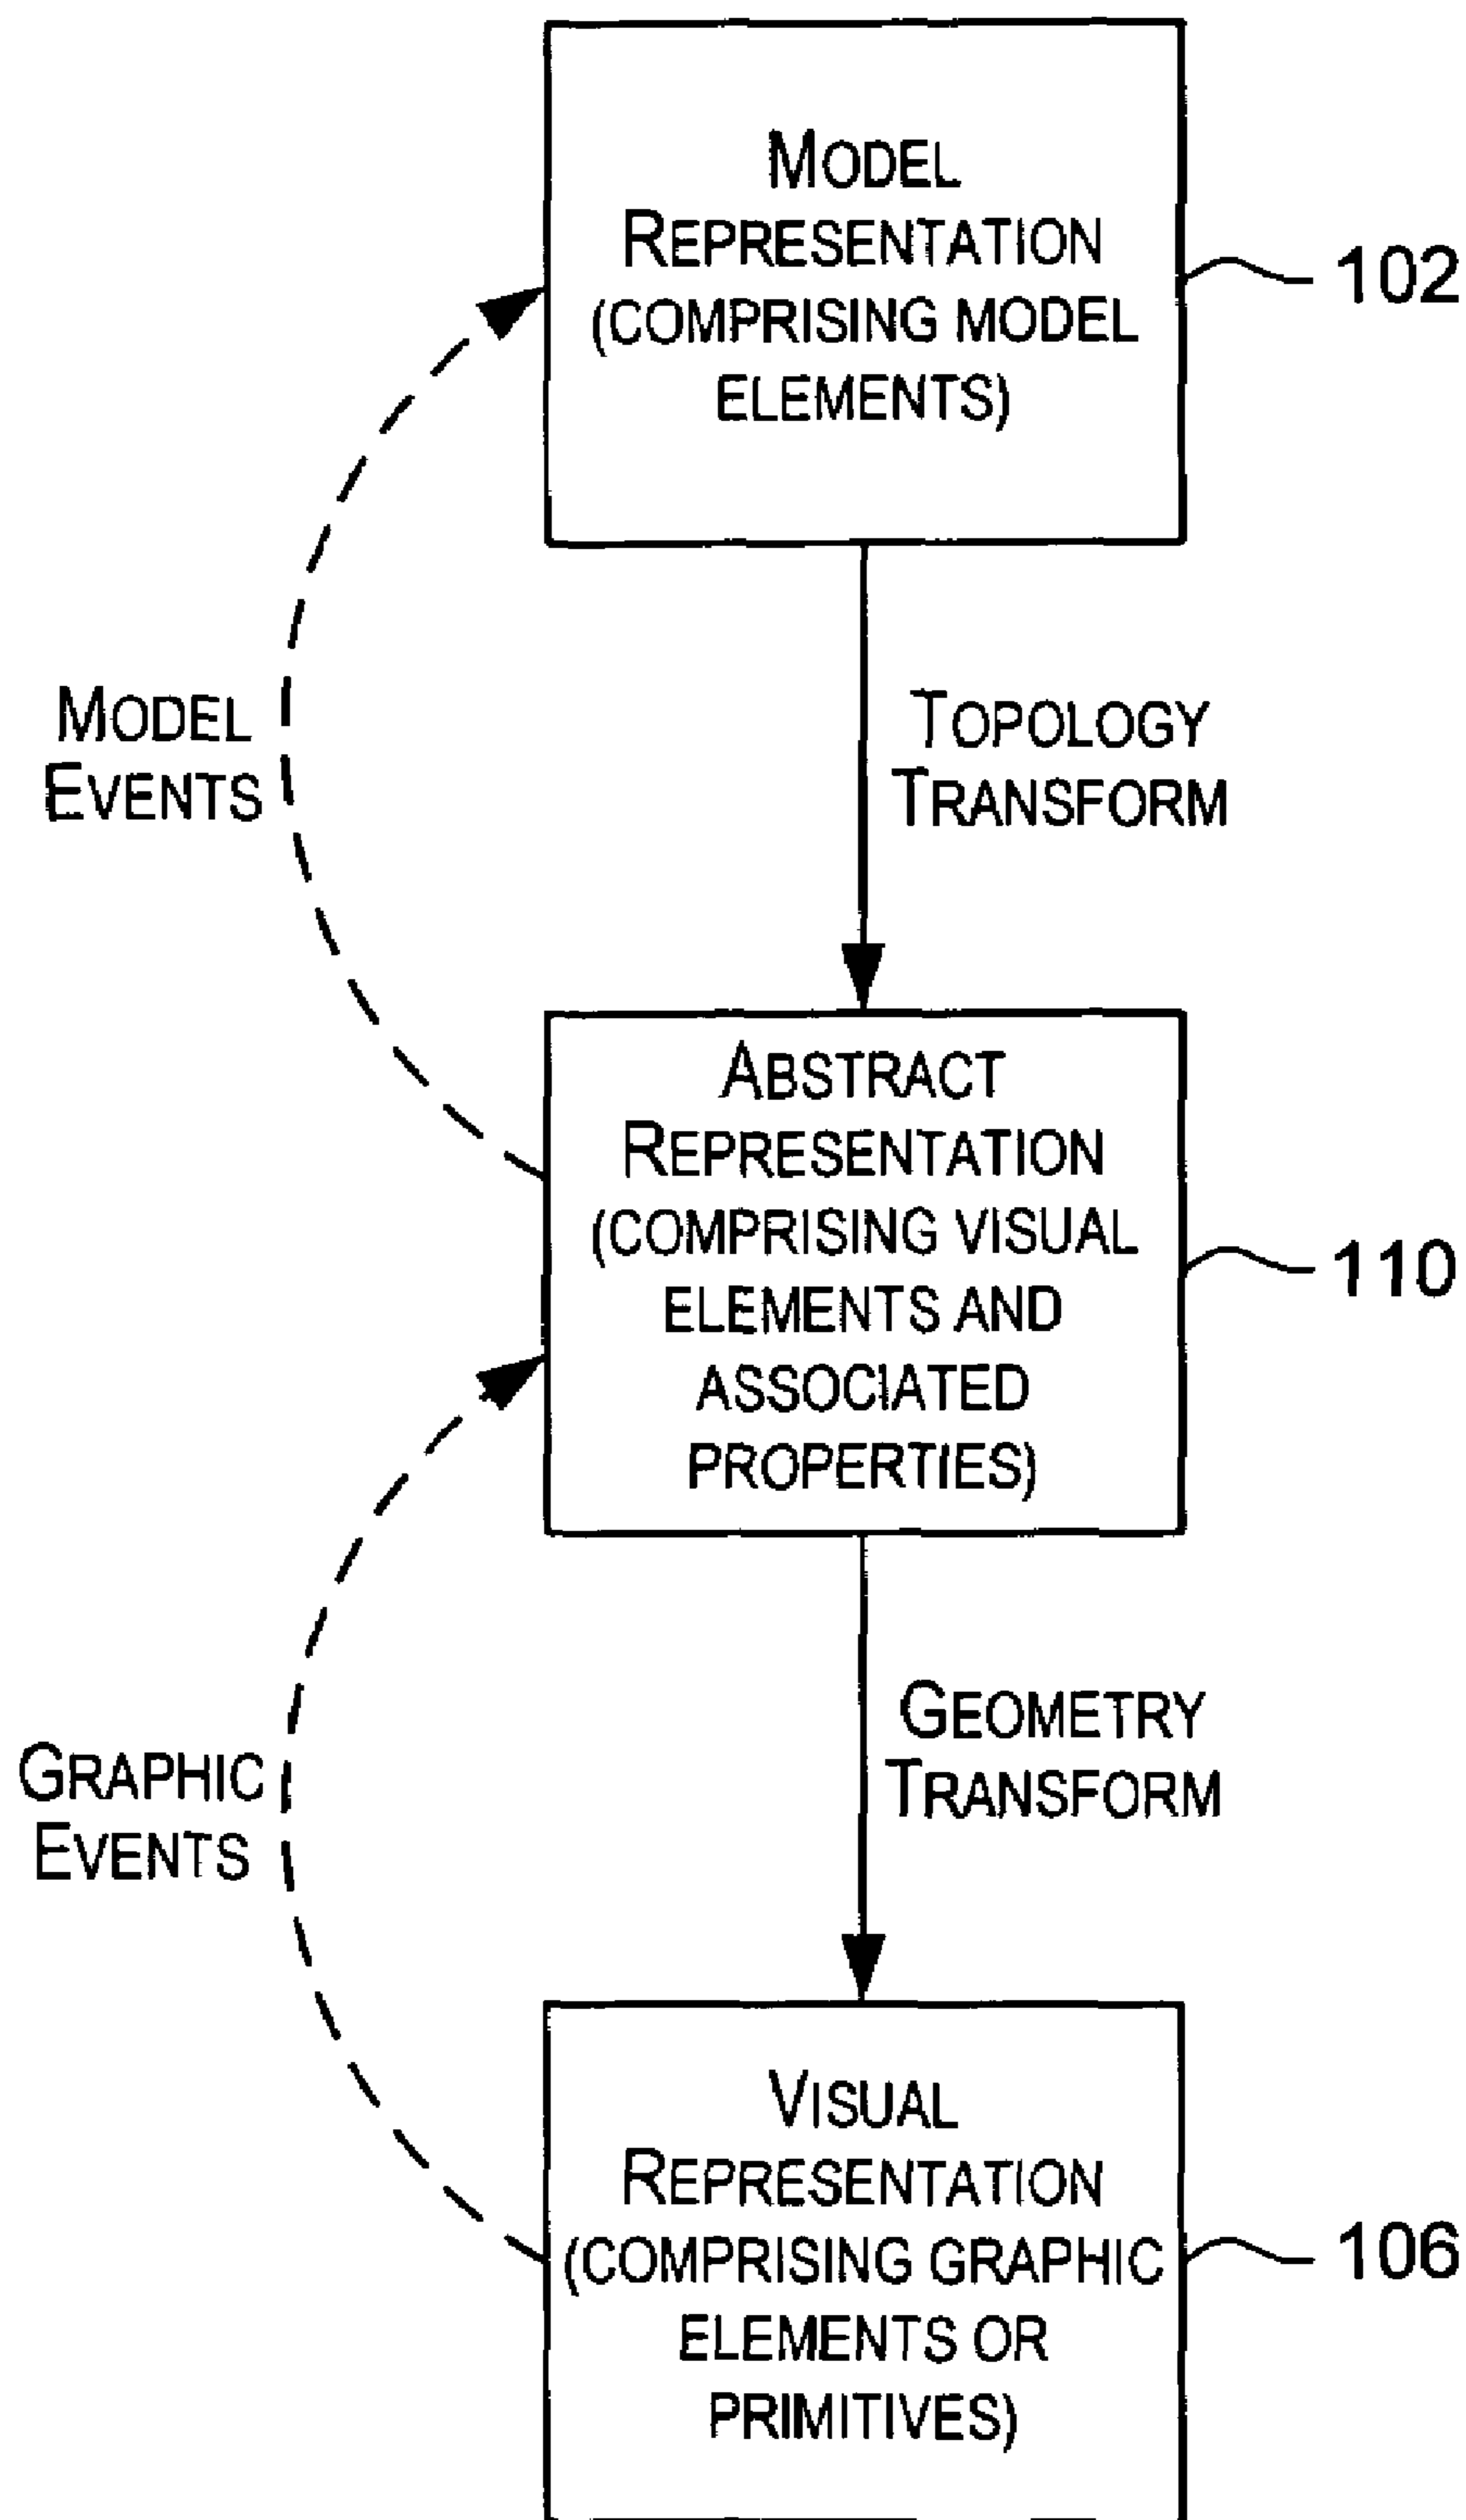 MODEL
REPRESENTATION
(COMPRISING MODEL
ELEMENTS)
102
MODEL
EVENTS
TOPOLOGY
TRANSFORM
ABSTRACT
REPRESENTATION
(COMPRISING VISUAL
ELEMENTS AND
ASSOCIATED
PROPERTIES)
110
GRAPHIC
EVENTS
GEOMETRY
TRANSFORM
VISUAL
REPRESENTATION
(COMPRISING GRAPHIC
ELEMENTS OR
PRIMITIVES)
106